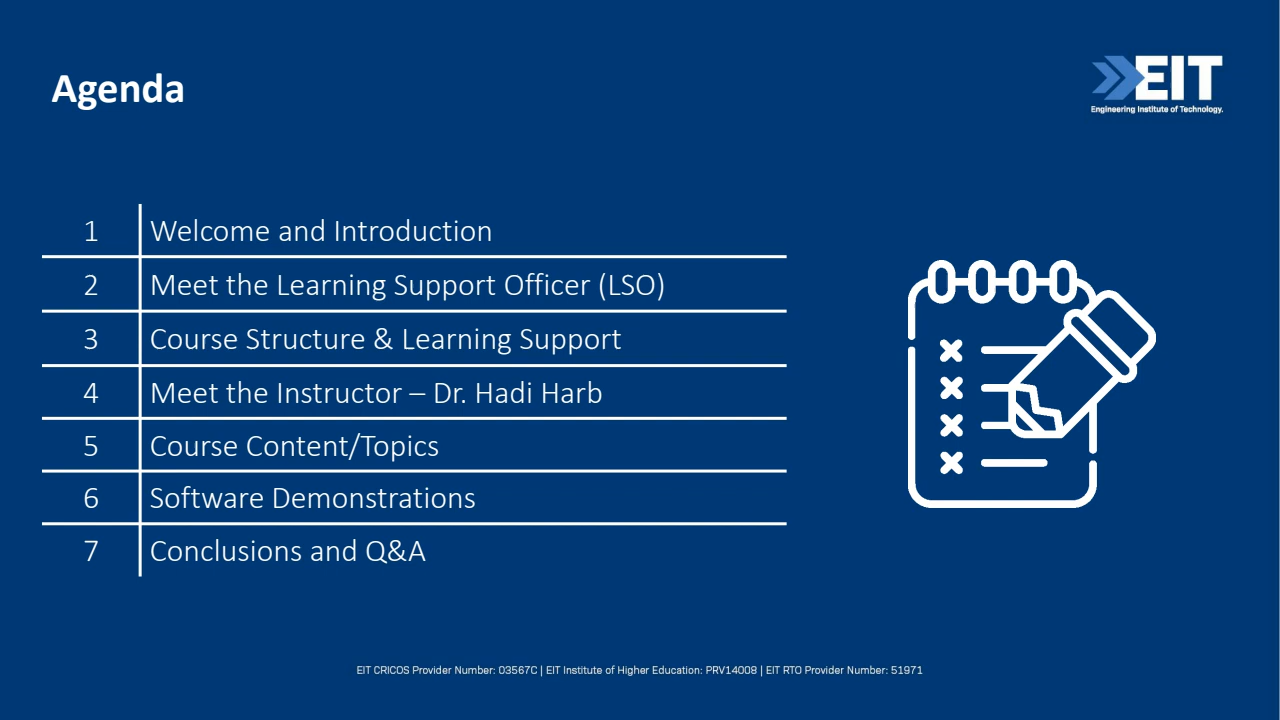 Agenda
EIT
Engineering Institute of Technology.
1 Welcome and Introduction
2 Meet the Learning Support Officer (LSO)
3 Course Structure & Learning Support
4 Meet the Instructor – Dr. Hadi Harb
5 Course Content/Topics
6 Software Demonstrations
7 Conclusions and Q&A
EIT CRICOS Provider Number: 03567C | EIT Institute of Higher Education: PRV14008 | EIT RTO Provider Number: 51971